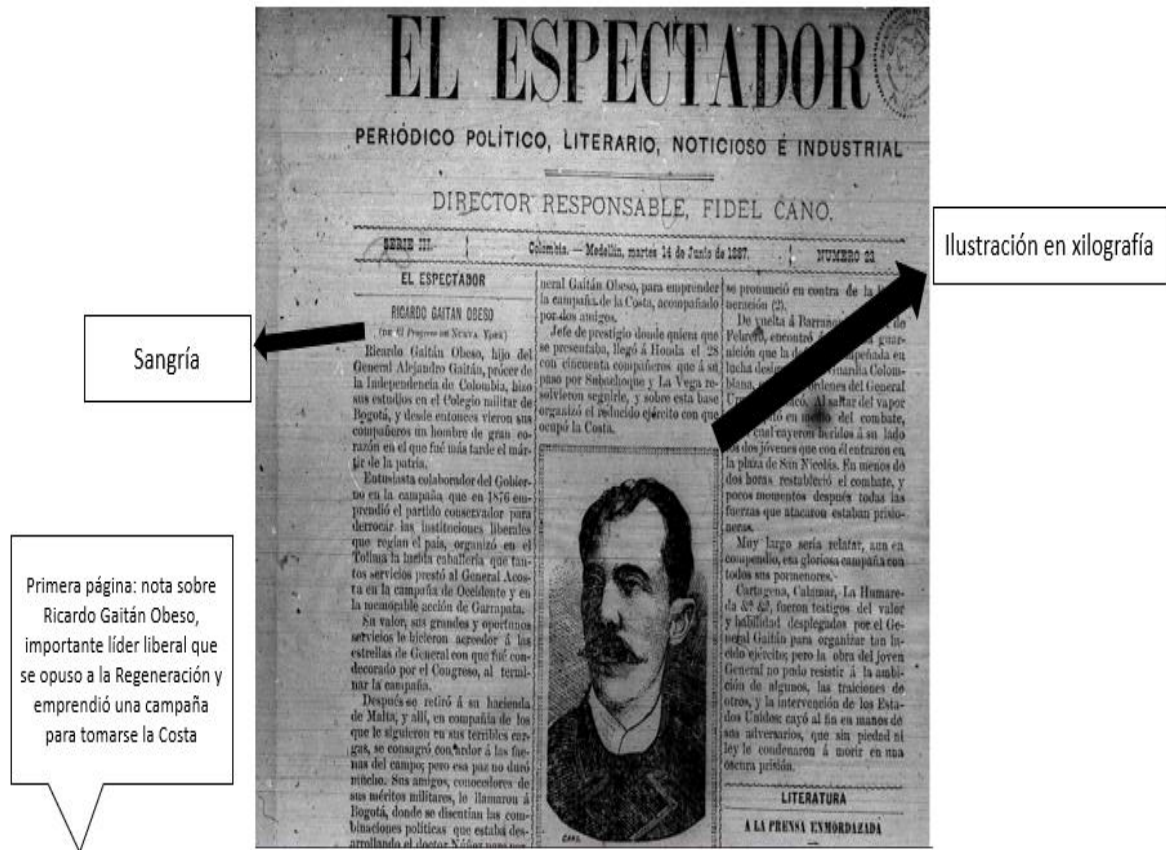 EL ESPECTADOR
PERIÓDICO POLÍTICO, LITERARIO, NOTICIOSO É INDUSTRIAL
DIRECTOR RESPONSABLE, FIDEL CANO.
SERIE III.
Colombia. — Medellín, martes 14 de Junio de 1887.
NUMERO 23
EL ESPECTADOR
RICARDO GAITAN OBESO
(DE El Progreso DE NUEVA YORK)
Ricardo Gaitán Obeso, hijo del
General Alejandro Gaitán, prócer de
la Independencia de Colombia, hizo
sus estudios en el Colegio militar de
Bogotá, y desde entonces vieron sus
compañeros un hombre de gran co-
razón en el que fué más tarde el már-
tir de la patria.
Entusiasta colaborador del Gobier-
no en la campaña que en 1876 em-
prendió el partido conservador para
derrocar las instituciones liberales
que regían el país, organizó en el
Tolima la lucida caballería que tan-
tos servicios prestó al General Acos-
ta en la campaña de Occidente y en
la memorable acción de Garrapata.
Su valor, sus grandes y oportunos
servicios le hicieron acreedor á las
estrellas de General con que fué con-
decorado por el Congreso, al termi-
nar la campaña.
Después se retiró á su hacienda
de Malta, y allí, en compañía de los
que le siguieron en sus terribles car-
gas, se consagró con ardor á las fae-
nas del campo; pero esa paz no duró
mucho. Sus amigos, conocedores de
sus méritos militares, le llamaron á
Bogotá, donde se discutían las com-
binaciones políticas que estaba des-
arrollando el doctor Núñez para
neral Gaitán Obeso, para emprender
la campaña de la Costa, acompañado
por dos amigos.
Jefe de prestigio donde quiera que
se presentaba, llegó á Honda el 28
con cincuenta compañeros que á su
paso por Subachoque y La Vega re-
solvieron seguirle, y sobre esta base
organizó el reducido ejército con que
ocupó la Costa.
se pronunció en contra de la
neración (2).
De vuelta á de
Febrero, encontró guar-
nición que la empeñada en
lucha Guardia Colom-
biana, órdenes del General
Al saltar del vapor
en medio del combate,
cual cayeron heridos á su lado
los dos jóvenes que con él entraron en
la plaza de San Nicolás. En menos de
dos horas restableció el combate, y
pocos momentos después todas las
fuerzas que atacaron estaban prisio-
neras.
Muy largo sería relatar, aun en
compendio, esa gloriosa campaña con
todos sus pormenores.
Cartagena, Calamar, La Humare-
da &ª &ª, fueron testigos del valor
y habilidad desplegados por el Ge-
neral Gaitán para organizar tan lu-
cido ejército; pero la obra del joven
General no pudo resistir á la ambi-
ción de algunos, las traiciones de
otros, y la intervención de los Esta-
dos Unidos: cayó al fin en manos de
sus adversarios, que sin piedad ni
ley le condenaron á morir en una
oscura prisión.
LITERATURA
A LA PRENSA ENMORDAZADA
Sangría
Ilustración en xilografía
Primera página: nota sobre
Ricardo Gaitán Obeso,
importante líder liberal que
se opuso a la Regeneración y
emprendió una campaña
para tomarse la Costa